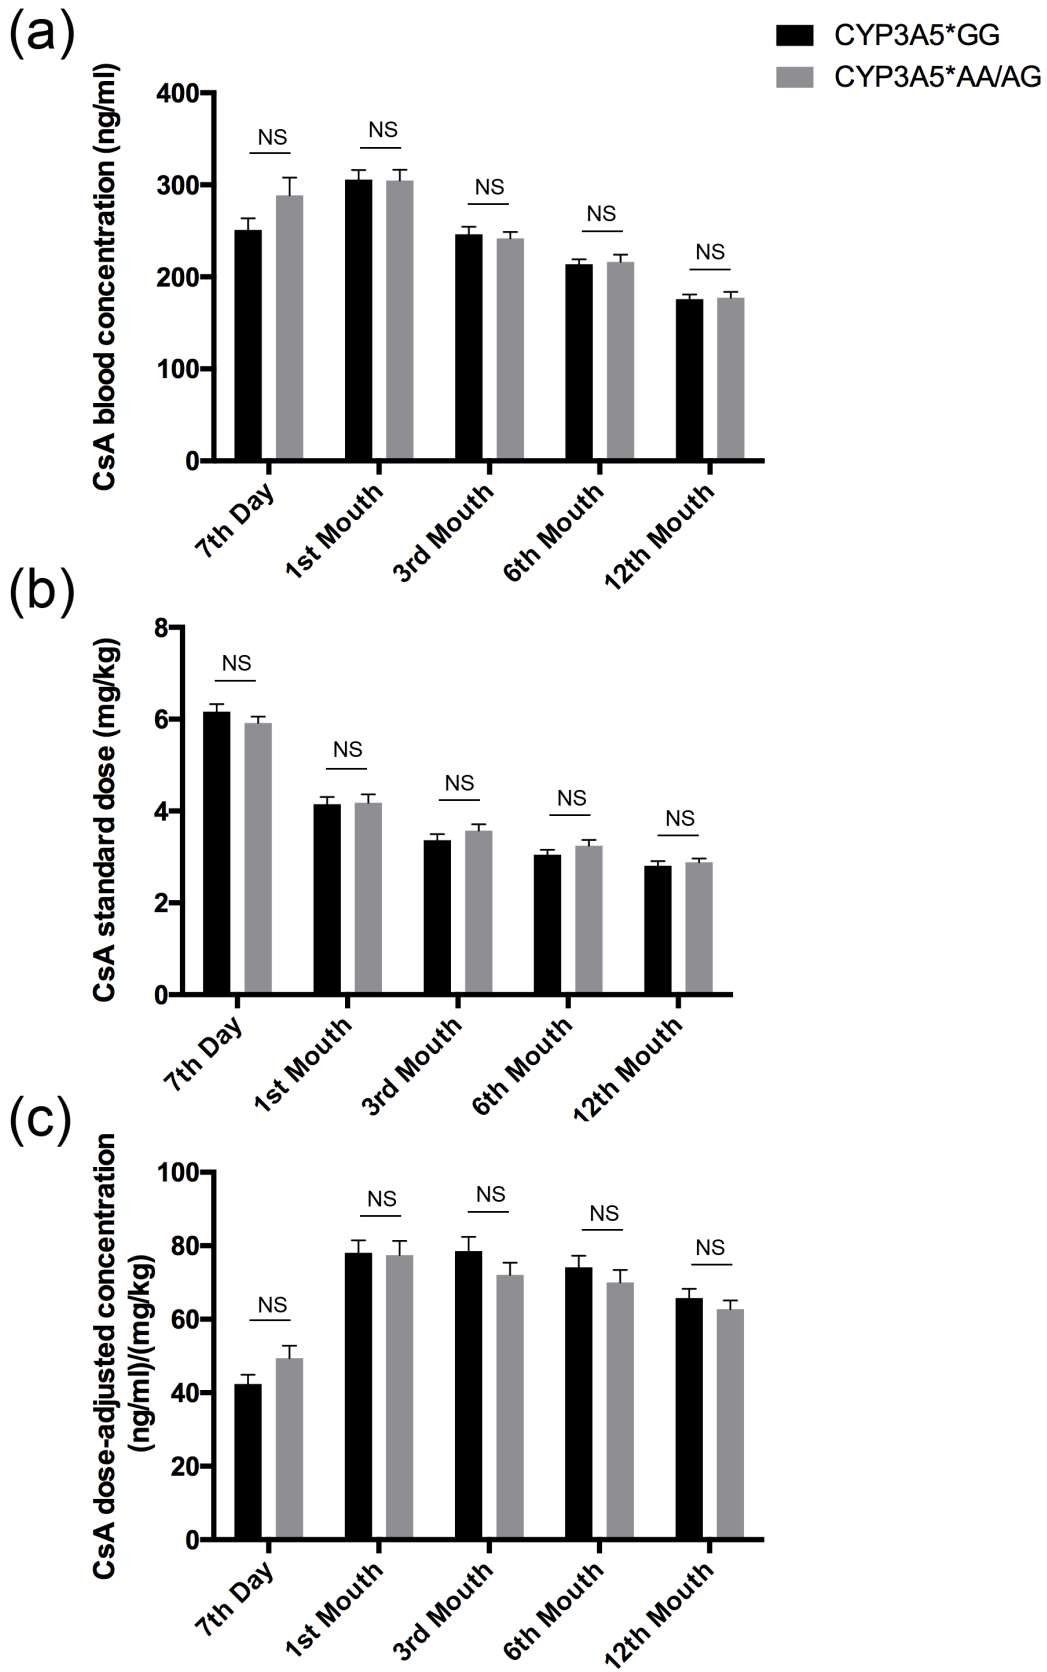 (a)
CYP3A5*GG
CYP3A5*AA/AG
CsA blood concentration (ng/ml)
400
300
200
100
0
NS
NS
NS
NS
NS
7th Day
1st Mouth
3rd Mouth
6th Mouth
12th Mouth
(b)
CsA standard dose (mg/kg)
8
6
4
2
0
NS
NS
NS
NS
NS
7th Day
1st Mouth
3rd Mouth
6th Mouth
12th Mouth
(c)
CsA dose-adjusted concentration
(ng/ml)/(mg/kg)
100
80
60
40
20
0
NS
NS
NS
NS
NS
7th Day
1st Mouth
3rd Mouth
6th Mouth
12th Mouth